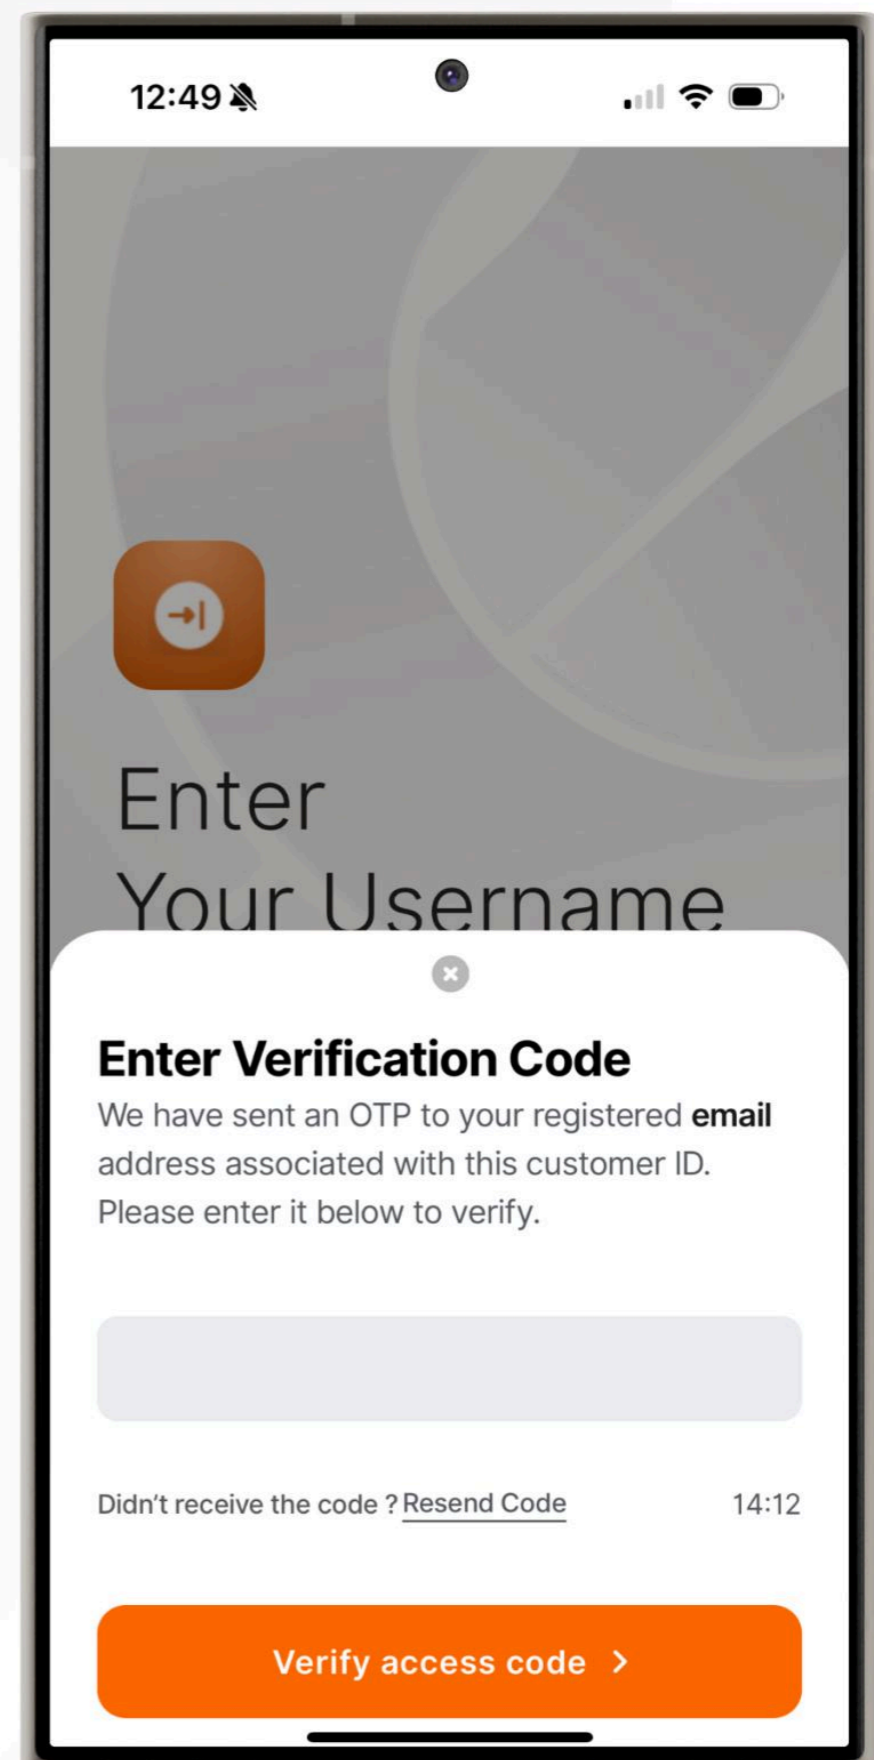 12:49
Enter
Your Username
Enter Verification Code
We have sent an OTP to your registered email
address associated with this customer ID.
Please enter it below to verify.
Didn't receive the code ? Resend Code 14:12
Verify access code